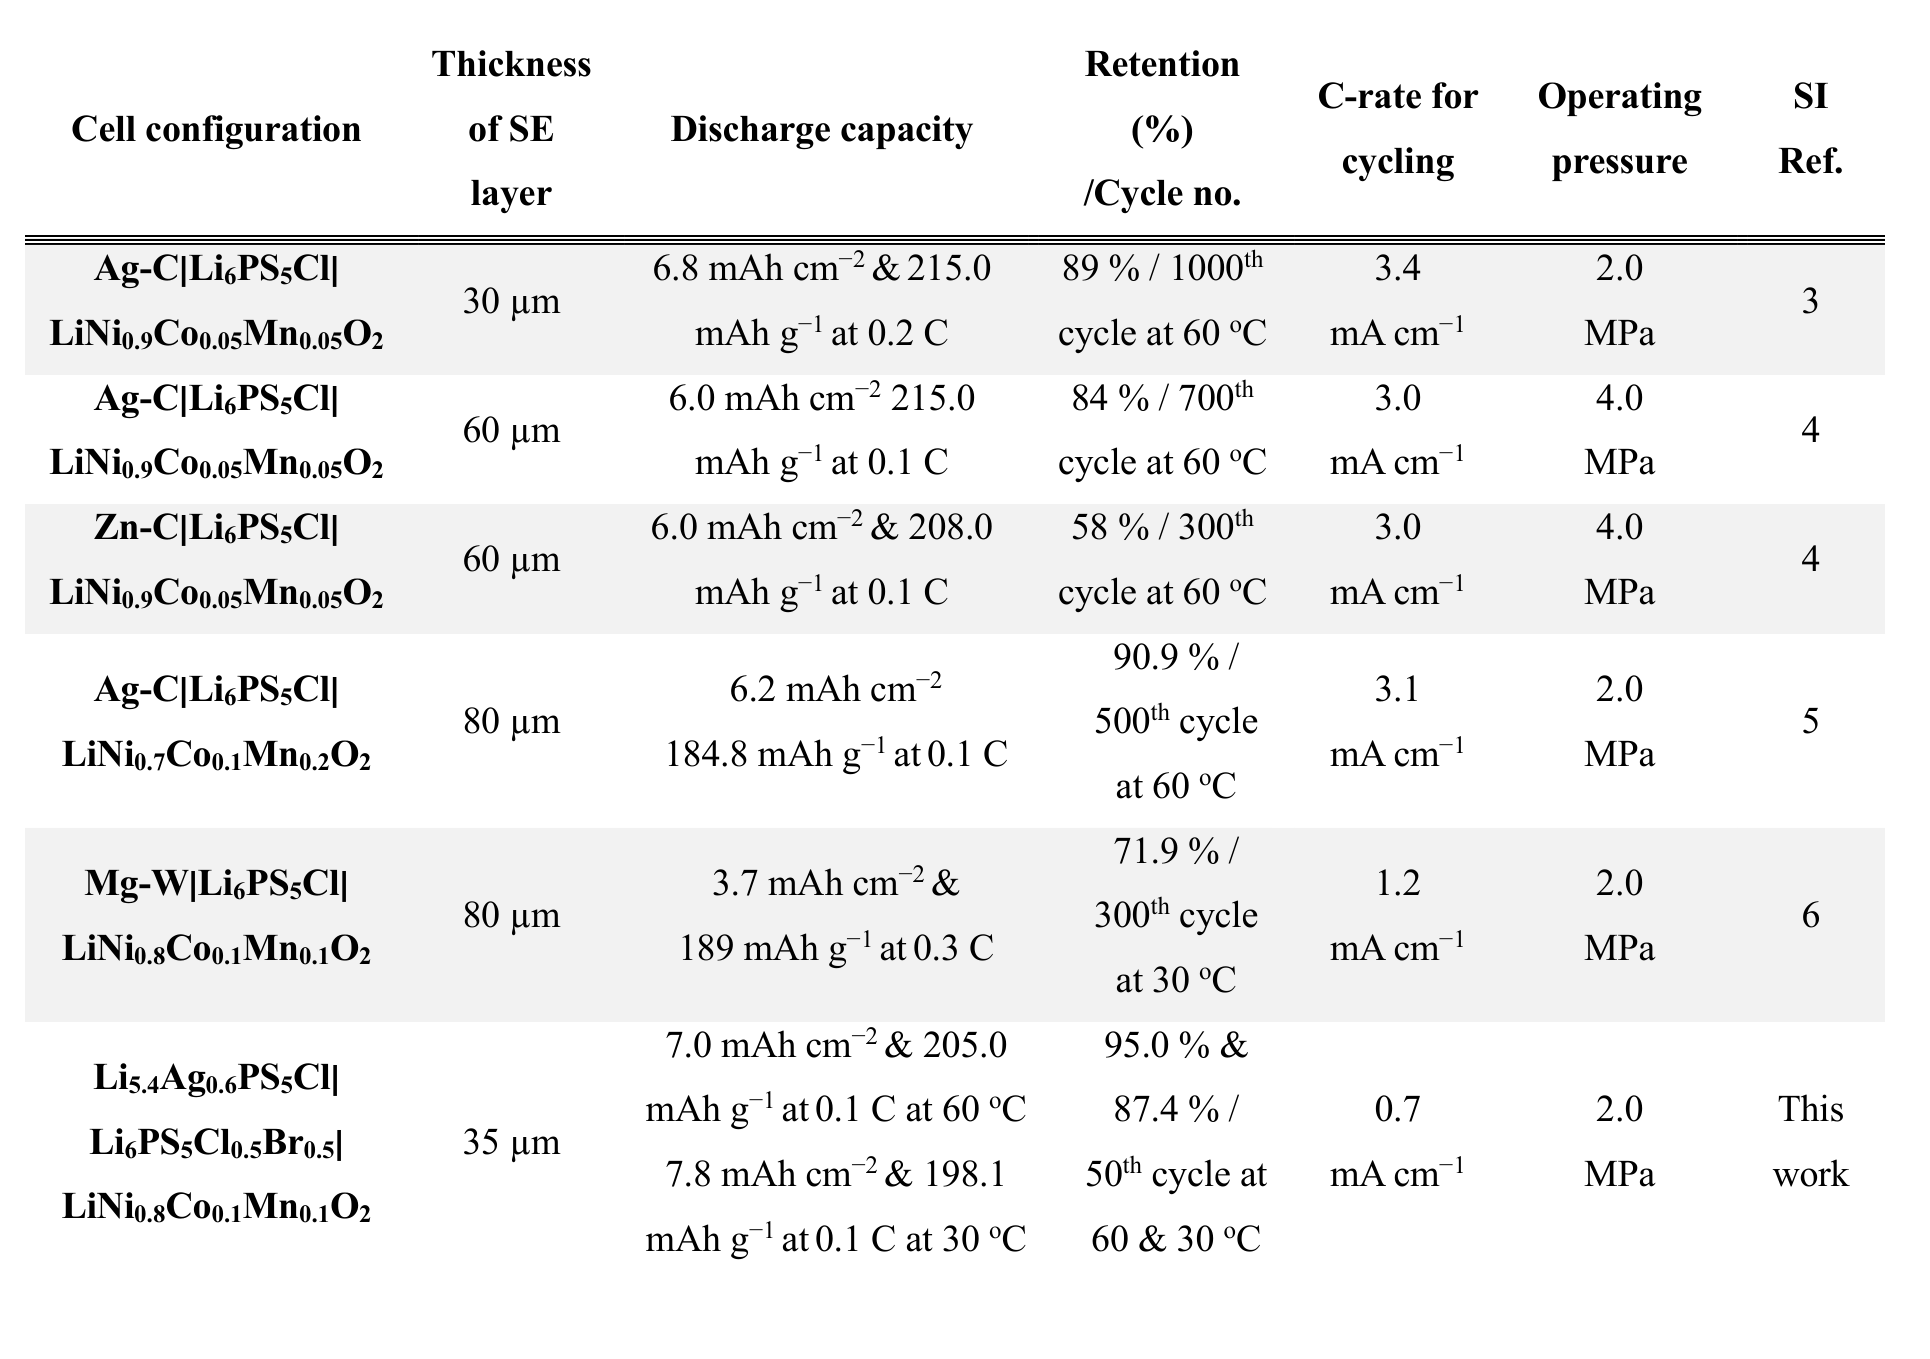 Cell configuration
Thickness
of SE
layer
Discharge capacity
Retention
(%)
/Cycle no.
C-rate for
cycling
Operating
pressure
SI
Ref.
Ag-C|Li₆PS₅Cl|
LiNi₀.₉Co₀.₀₅Mn₀.₀₅O₂
30 µm
6.8 mAh cm⁻² & 215.0
mAh g⁻¹ at 0.2 C
89 % / 1000ᵗʰ
cycle at 60 ºC
3.4
mA cm⁻¹
2.0
MPa
3
Ag-C|Li₆PS₅Cl|
LiNi₀.₉Co₀.₀₅Mn₀.₀₅O₂
60 µm
6.0 mAh cm⁻² 215.0
mAh g⁻¹ at 0.1 C
84 % / 700ᵗʰ
cycle at 60 ºC
3.0
mA cm⁻¹
4.0
MPa
4
Zn-C|Li₆PS₅Cl|
LiNi₀.₉Co₀.₀₅Mn₀.₀₅O₂
60 µm
6.0 mAh cm⁻² & 208.0
mAh g⁻¹ at 0.1 C
58 % / 300ᵗʰ
cycle at 60 ºC
3.0
mA cm⁻¹
4.0
MPa
4
Ag-C|Li₆PS₅Cl|
LiNi₀.₇Co₀.₁Mn₀.₂O₂
80 µm
6.2 mAh cm⁻²
184.8 mAh g⁻¹ at 0.1 C
90.9 % /
500ᵗʰ cycle
at 60 ºC
3.1
mA cm⁻¹
2.0
MPa
5
Mg-W|Li₆PS₅Cl|
LiNi₀.₈Co₀.₁Mn₀.₁O₂
80 µm
3.7 mAh cm⁻² &
189 mAh g⁻¹ at 0.3 C
71.9 % /
300ᵗʰ cycle
at 30 ºC
1.2
mA cm⁻¹
2.0
MPa
6
Li₅.₄Ag₀.₆PS₅Cl|
Li₆PS₅Cl₀.₅Br₀.₅|
LiNi₀.₈Co₀.₁Mn₀.₁O₂
35 µm
7.0 mAh cm⁻² & 205.0
mAh g⁻¹ at 0.1 C at 60 ºC
7.8 mAh cm⁻² & 198.1
mAh g⁻¹ at 0.1 C at 30 ºC
95.0 % &
87.4 % /
50ᵗʰ cycle at
60 & 30 ºC
0.7
mA cm⁻¹
2.0
MPa
This
work